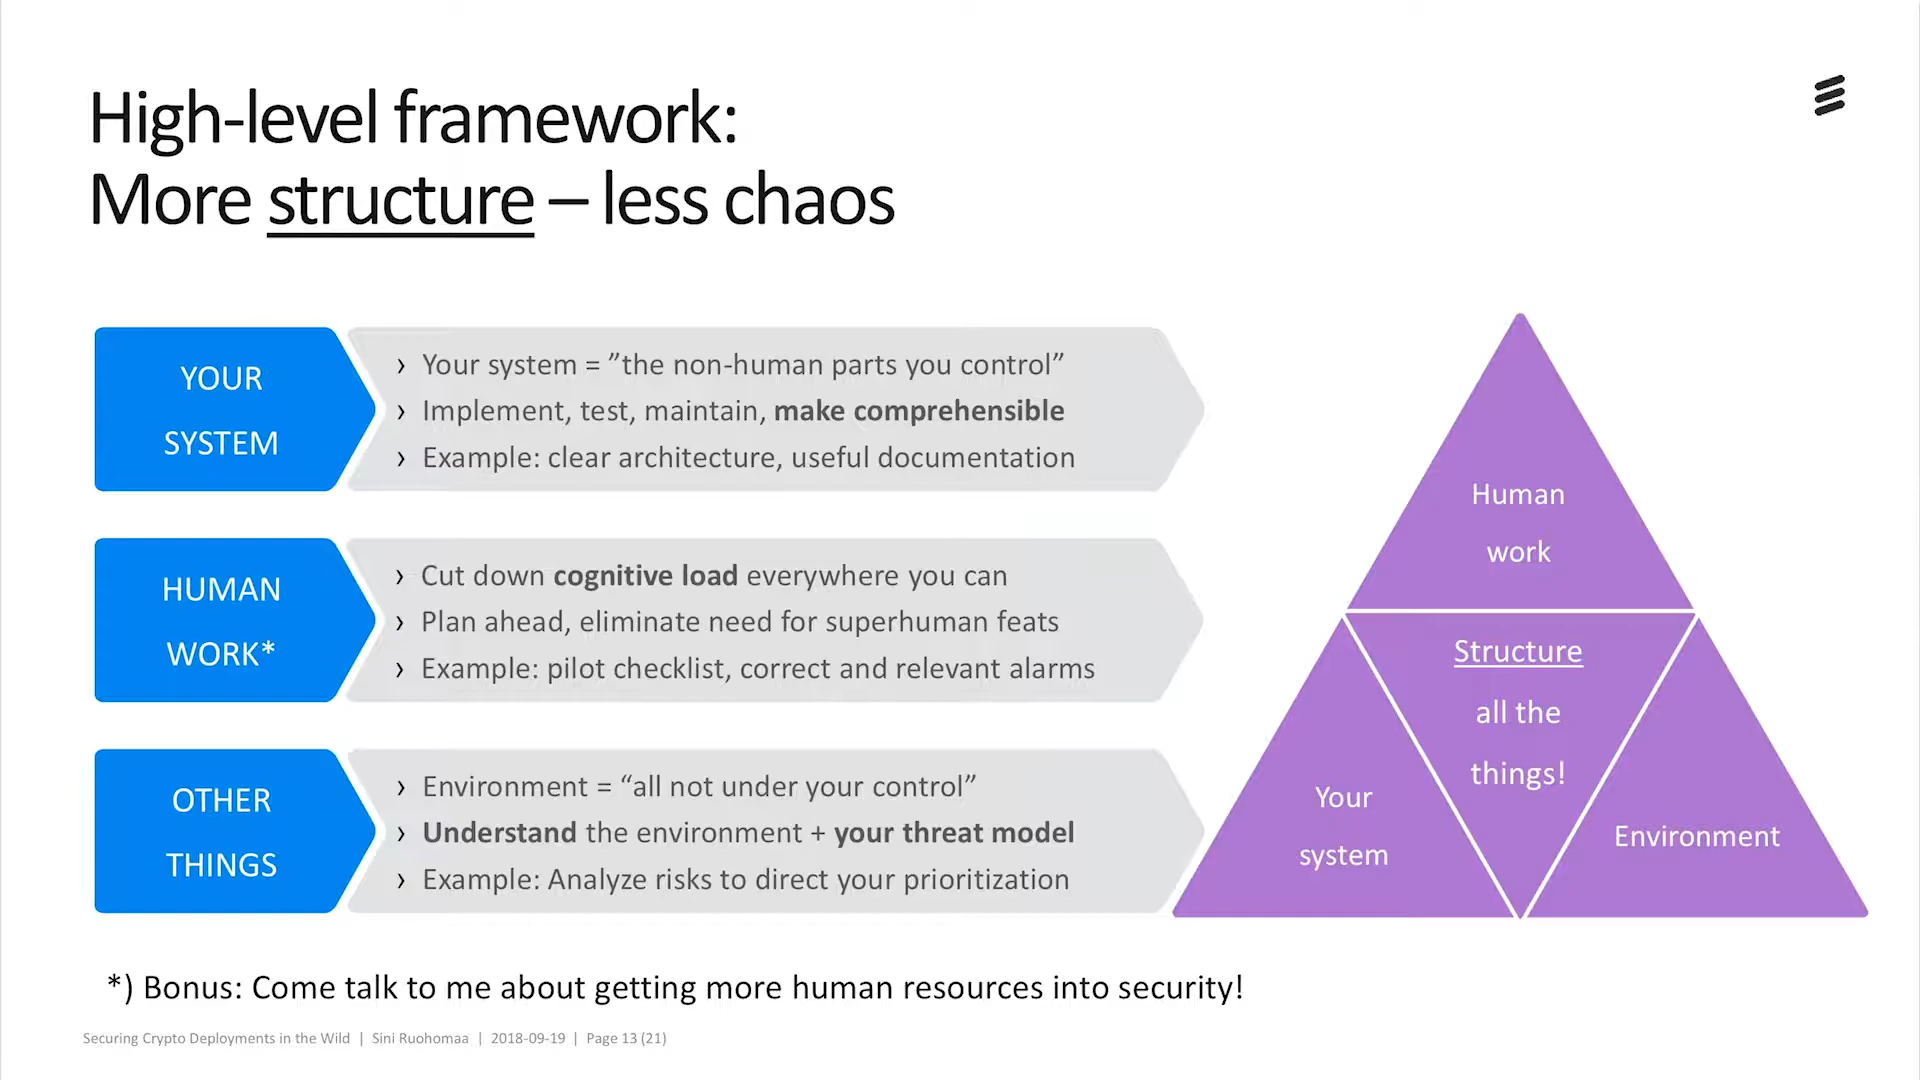 High-level framework:
More structure – less chaos
YOUR
SYSTEM
› Your system = ”the non-human parts you control”
› Implement, test, maintain, make comprehensible
› Example: clear architecture, useful documentation
HUMAN
WORK*
› Cut down cognitive load everywhere you can
› Plan ahead, eliminate need for superhuman feats
› Example: pilot checklist, correct and relevant alarms
OTHER
THINGS
› Environment = “all not under your control”
› Understand the environment + your threat model
› Example: Analyze risks to direct your prioritization
Human
work
Structure
all the
things!
Your
system
Environment
*) Bonus: Come talk to me about getting more human resources into security!
Securing Crypto Deployments in the Wild | Sini Ruohomaa | 2018-09-19 | Page 13 (21)